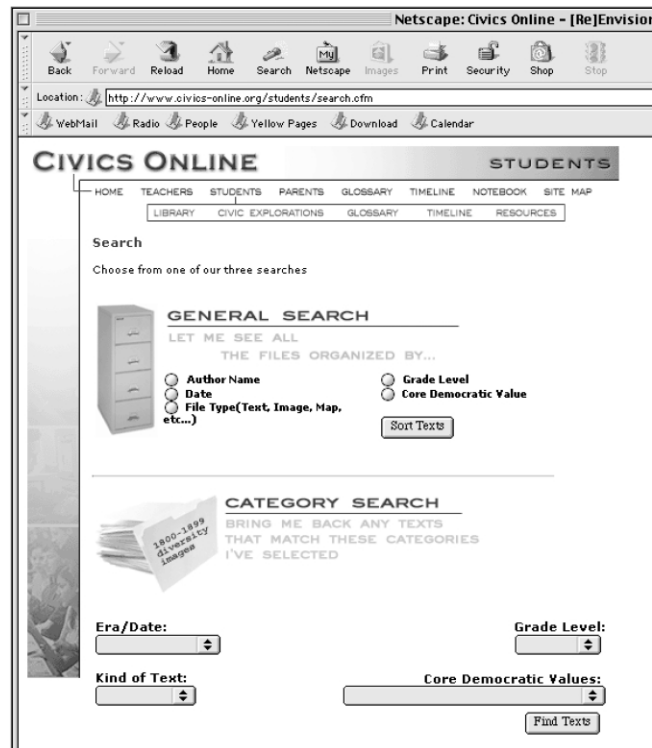 Netscape: Civics Online - [Re]Envision
Back Forward Reload Home Search Netscape Images Print Security Shop Stop
My
Location: http://www.civics-online.org/students/search.cfm
WebMail Radio People Yellow Pages Download Calendar
CIVICS ONLINE STUDENTS
HOME TEACHERS STUDENTS PARENTS GLOSSARY TIMELINE NOTEBOOK SITE MAP
LIBRARY CIVIC EXPLORATIONS GLOSSARY TIMELINE RESOURCES
Search
Choose from one of our three searches
GENERAL SEARCH
LET ME SEE ALL
THE FILES ORGANIZED BY...
Author Name Grade Level
Date Core Democratic Value
File Type(Text, Image, Map,
etc...)
Sort Texts
CATEGORY SEARCH
BRING ME BACK ANY TEXTS
THAT MATCH THESE CATEGORIES
I'VE SELECTED
1800-1899
diversity
images
Era/Date: Grade Level:
Kind of Text: Core Democratic Values:
Find Texts